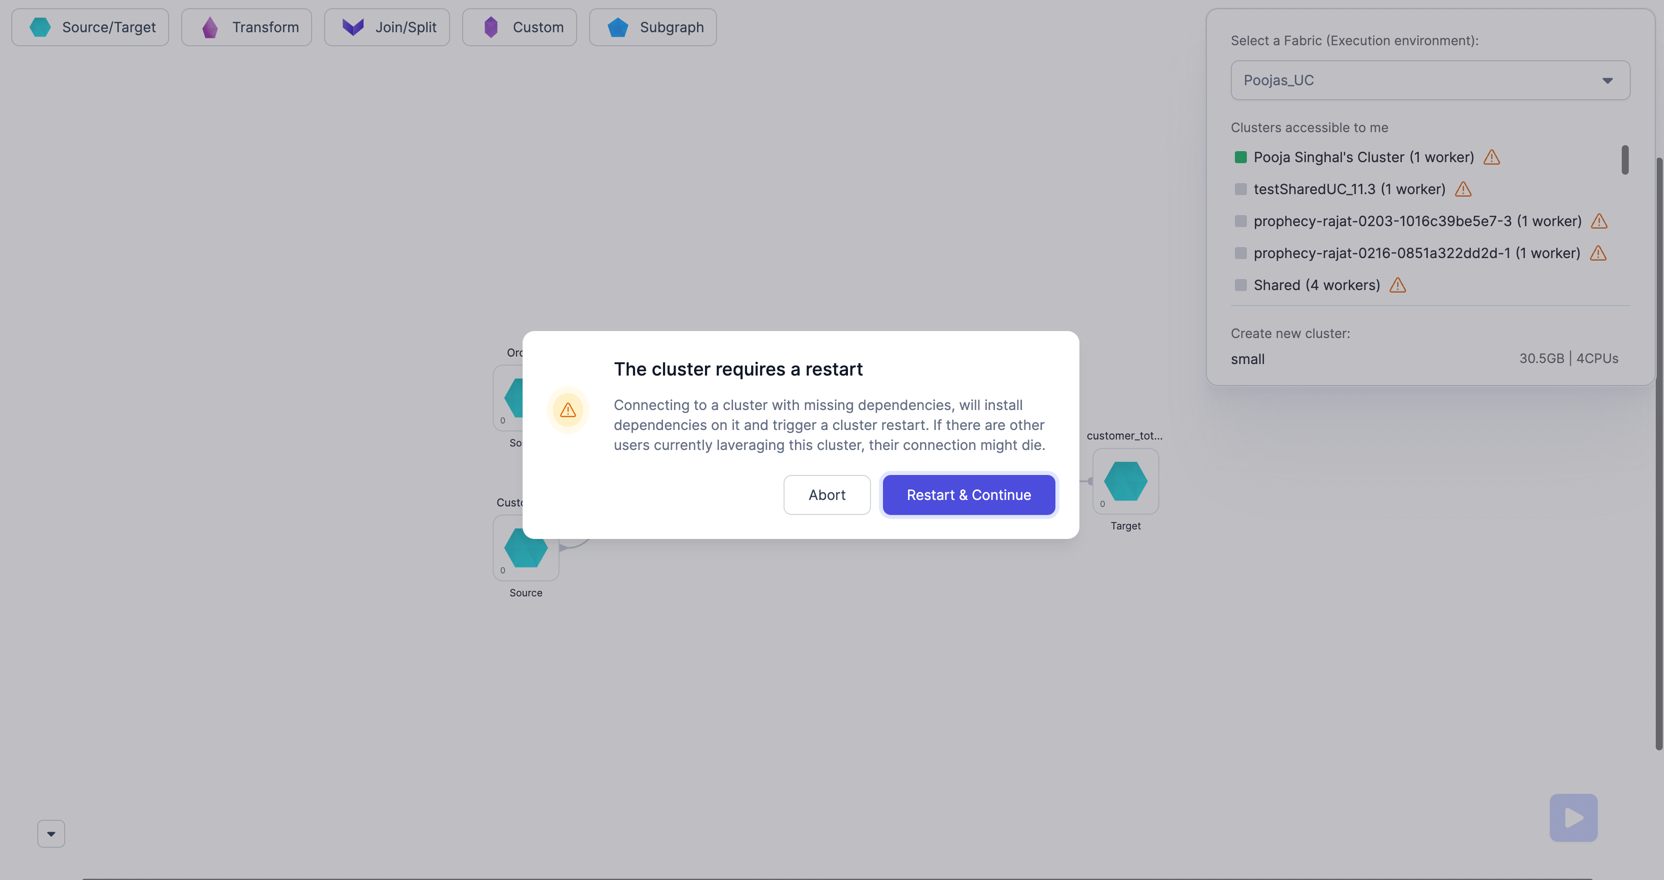 Source/Target
Transform
Join/Split
Custom
Subgraph
Select a Fabric (Execution environment):
Poojas_UC
Clusters accessible to me
Pooja Singhal's Cluster (1 worker)
testSharedUC_11.3 (1 worker)
prophecy-rajat-0203-1016c39be5e7-3 (1 worker)
prophecy-rajat-0216-0851a322dd2d-1 (1 worker)
Shared (4 workers)
Create new cluster:
small 30.5GB | 4CPUs
The cluster requires a restart
Connecting to a cluster with missing dependencies, will install
dependencies on it and trigger a cluster restart. If there are other
users currently laveraging this cluster, their connection might die.
Abort
Restart & Continue
Orc
0
So
Custo
0
Source
customer_tot...
0
Target